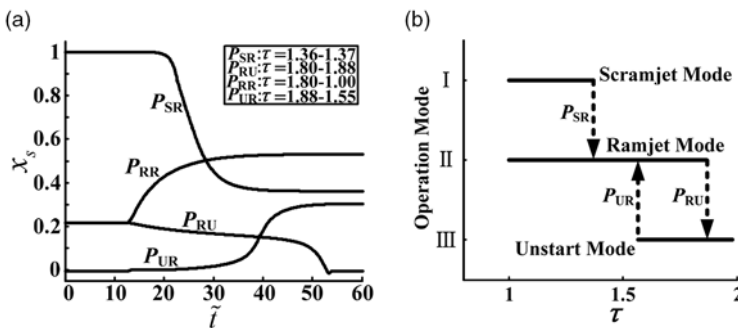 (a)
1
0.8
0.6
0.4
0.2
0
x_s
P_SR:τ=1.36-1.37
P_RU:τ=1.80-1.88
P_RR:τ=1.80-1.00
P_UR:τ=1.88-1.55
P_SR
P_RR
P_RU
P_UR
0 10 20 30 40 50 60
t̃
(b)
Operation Mode
I
II
III
Scramjet Mode
P_SR
Ramjet Mode
P_UR
P_RU
Unstart Mode
1 1.5 2
τ